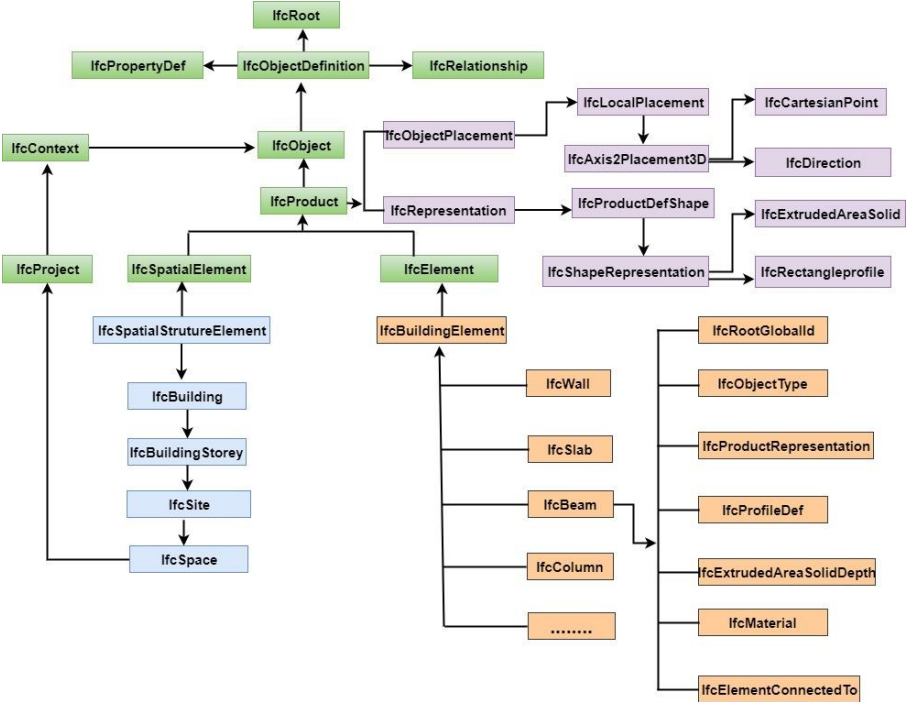 IfcRoot
IfcPropertyDef
IfcObjectDefinition
IfcRelationship
IfcContext
IfcObject
IfcProduct
IfcObjectPlacement
IfcLocalPlacement
IfcAxis2Placement3D
IfcCartesianPoint
IfcDirection
IfcRepresentation
IfcProductDefShape
IfcShapeRepresentation
IfcExtrudedAreaSolid
IfcRectangleprofile
IfcProject
IfcSpatialElement
IfcElement
IfcSpatialStrutureElement
IfcBuilding
IfcBuildingStorey
IfcSite
IfcSpace
IfcBuildingElement
IfcWall
IfcSlab
IfcBeam
IfcColumn
........
IfcRootGlobalId
IfcObjectType
IfcProductRepresentation
IfcProfileDef
IfcExtrudedAreaSolidDepth
IfcMaterial
IfcElementConnectedTo